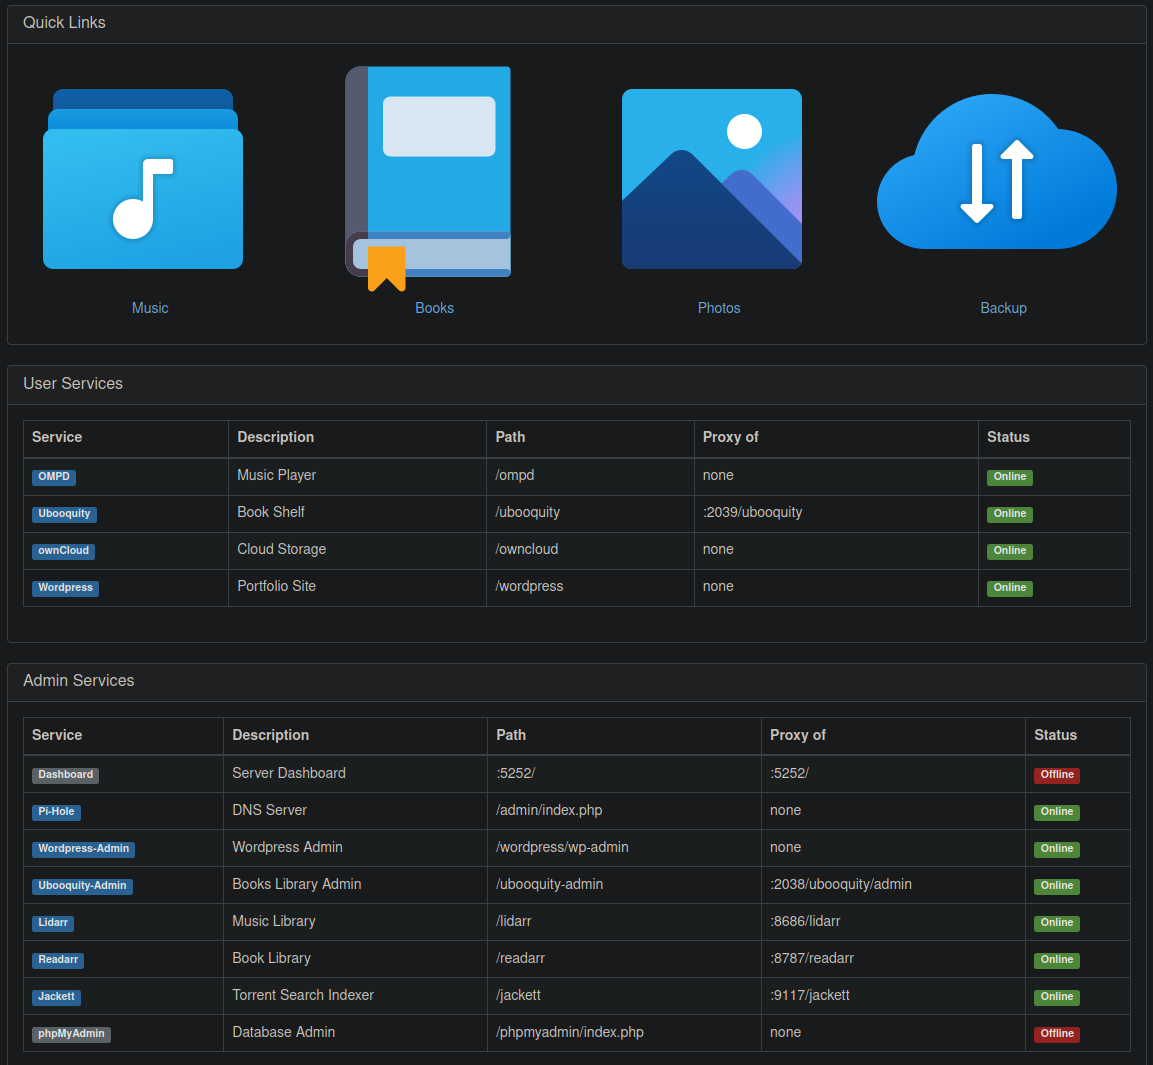 Quick Links
Music Books Photos Backup
User Services
Service Description Path Proxy of Status
OMPD Music Player /ompd none Online
Ubooquity Book Shelf /ubooquity :2039/ubooquity Online
ownCloud Cloud Storage /owncloud none Online
Wordpress Portfolio Site /wordpress none Online
Admin Services
Service Description Path Proxy of Status
Dashboard Server Dashboard :5252/ :5252/ Offline
Pi-Hole DNS Server /admin/index.php none Online
Wordpress-Admin Wordpress Admin /wordpress/wp-admin none Online
Ubooquity-Admin Books Library Admin /ubooquity-admin :2038/ubooquity/admin Online
Lidarr Music Library /lidarr :8686/lidarr Online
Readarr Book Library /readarr :8787/readarr Online
Jackett Torrent Search Indexer /jackett :9117/jackett Online
phpMyAdmin Database Admin /phpmyadmin/index.php none Offline